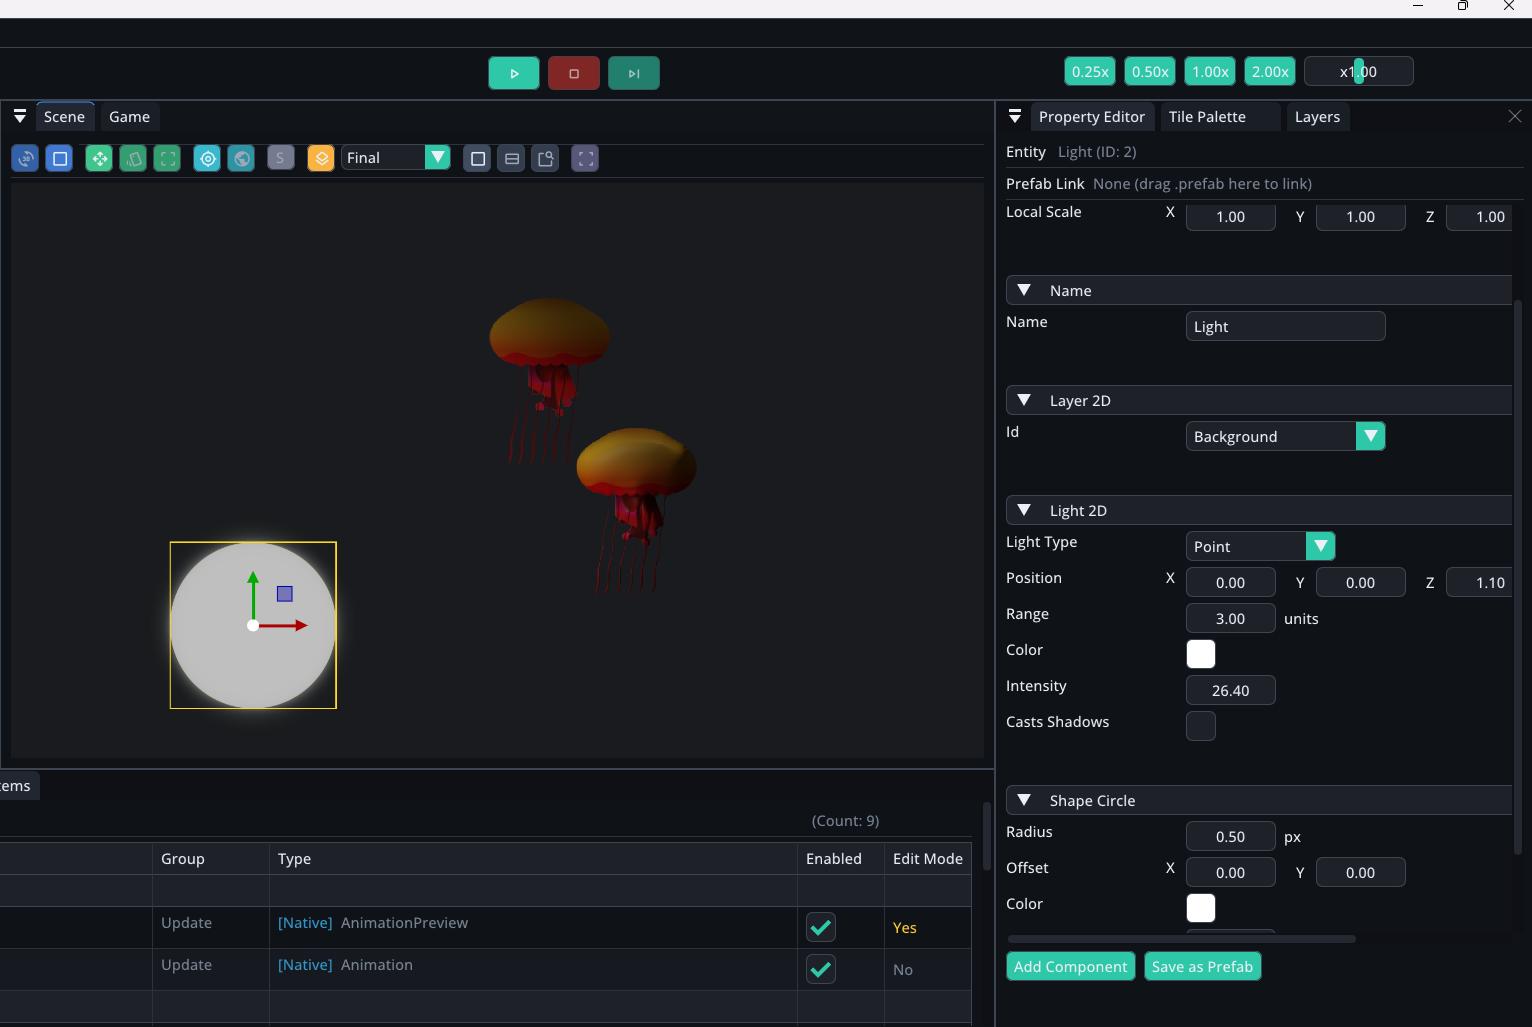 0.25x 0.50x 1.00x 2.00x x1.00
Scene Game
Property Editor Tile Palette Layers
3D S Final
Entity Light (ID: 2)
Prefab Link None (drag .prefab here to link)
Local Scale X 1.00 Y 1.00 Z 1.00
Name
Name Light
Layer 2D
Id Background
Light 2D
Light Type Point
Position X 0.00 Y 0.00 Z 1.10
Range 3.00 units
Color
Intensity 26.40
Casts Shadows
Shape Circle
Radius 0.50 px
Offset X 0.00 Y 0.00
Color
Add Component Save as Prefab
tems
(Count: 9)
Group Type Enabled Edit Mode
Update [Native] AnimationPreview Yes
Update [Native] Animation No